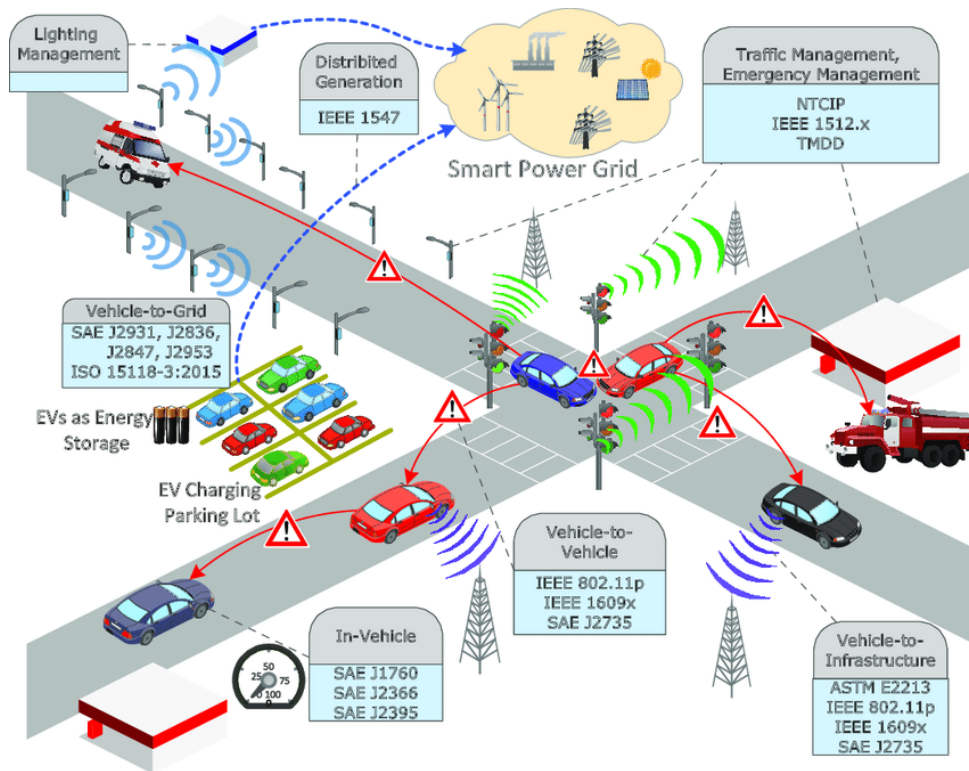 Lighting
Management
Distribited
Generation
IEEE 1547
Smart Power Grid
Traffic Management,
Emergency Management
NTCIP
IEEE 1512.x
TMDD
Vehicle-to-Grid
SAE J2931, J2836,
J2847, J2953
ISO 15118-3:2015
EVs as Energy
Storage
EV Charging
Parking Lot
Vehicle-to-
Vehicle
IEEE 802.11p
IEEE 1609x
SAE J2735
In-Vehicle
SAE J1760
SAE J2366
SAE J2395
50
25 75
0 100
0
Vehicle-to-
Infrastructure
ASTM E2213
IEEE 802.11p
IEEE 1609x
SAE J2735